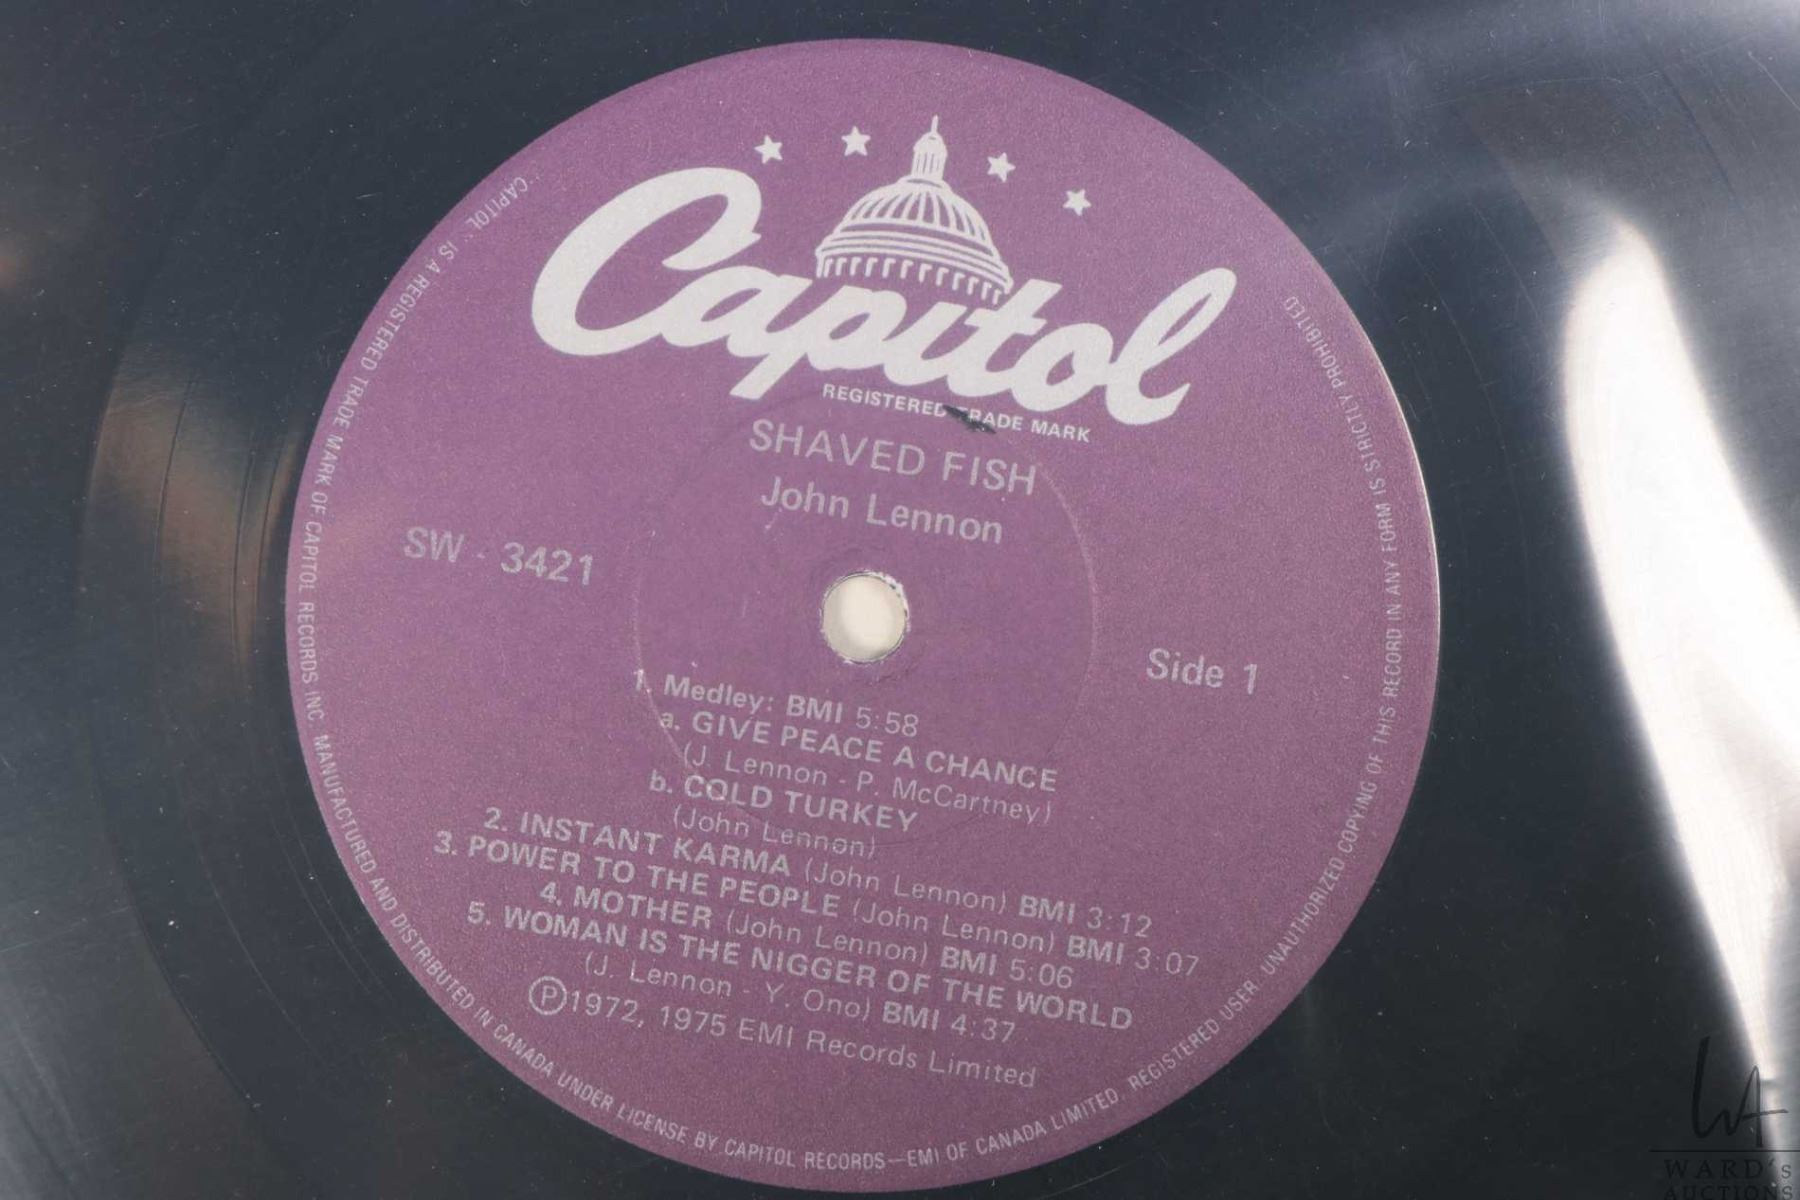 Capitol
REGISTERED TRADE MARK
SHAVED FISH
John Lennon
SW - 3421
Side 1
1. Medley: BMI 5:58
a. GIVE PEACE A CHANCE
(J. Lennon - P. McCartney)
b. COLD TURKEY
(John Lennon)
2. INSTANT KARMA (John Lennon) BMI 3:12
3. POWER TO THE PEOPLE (John Lennon) BMI 3:07
4. MOTHER (John Lennon) BMI 5:06
5. WOMAN IS THE NIGGER OF THE WORLD
(J. Lennon - Y. Ono) BMI 4:37
Ⓟ1972, 1975 EMI Records Limited
"CAPITOL" IS A REGISTERED TRADE MARK OF CAPITOL RECORDS INC. MANUFACTURED AND DISTRIBUTED IN CANADA UNDER LICENSE BY CAPITOL RECORDS—EMI OF CANADA LIMITED, REGISTERED USER. UNAUTHORIZED COPYING OF THIS RECORD IN ANY FORM IS STRICTLY PROHIBITED
WA
WARD'S
AUCTIONS